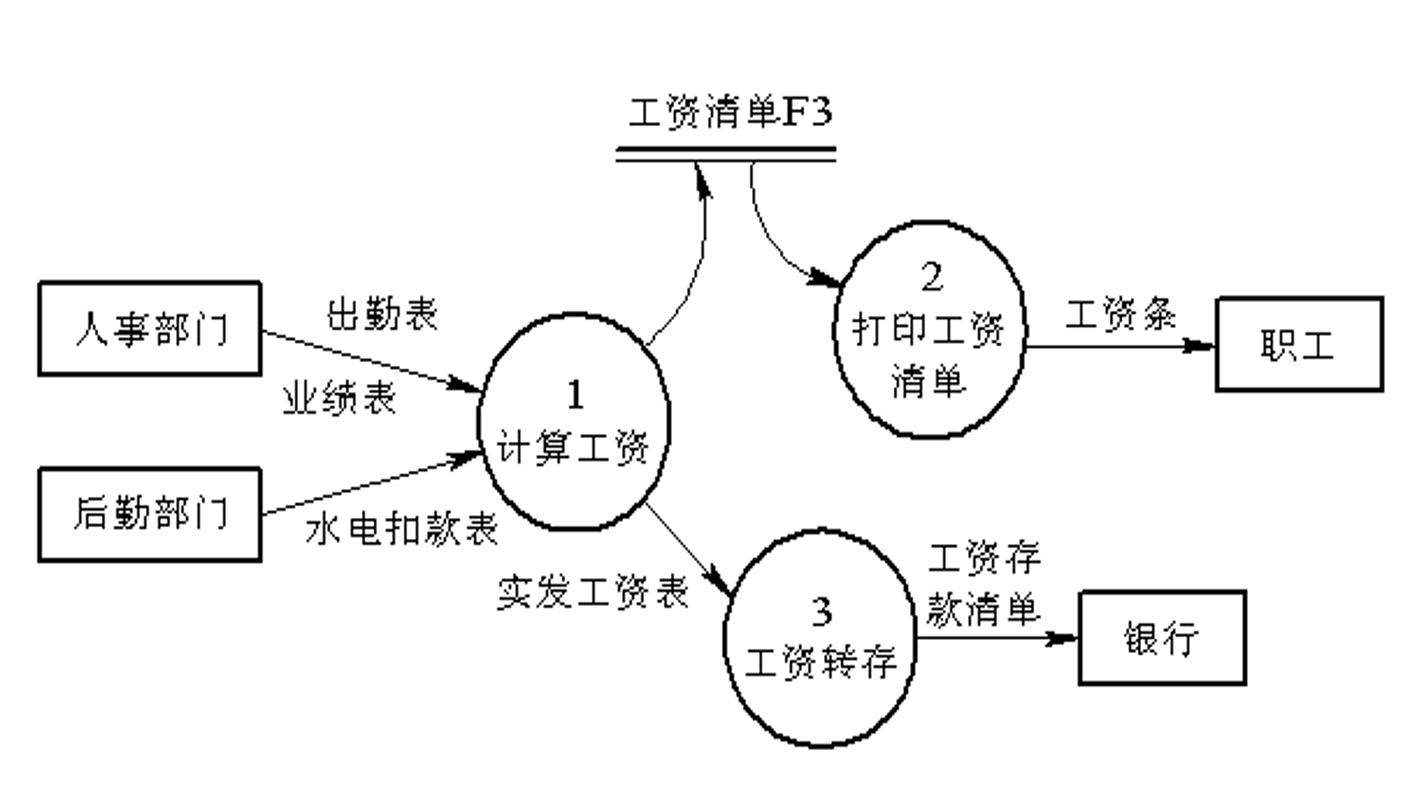 工资清单F3
人事部门
出勤表
业绩表
1
计算工资
2
打印工资
清单
工资条
职工
后勤部门
水电扣款表
实发工资表
3
工资转存
工资存
款清单
银行